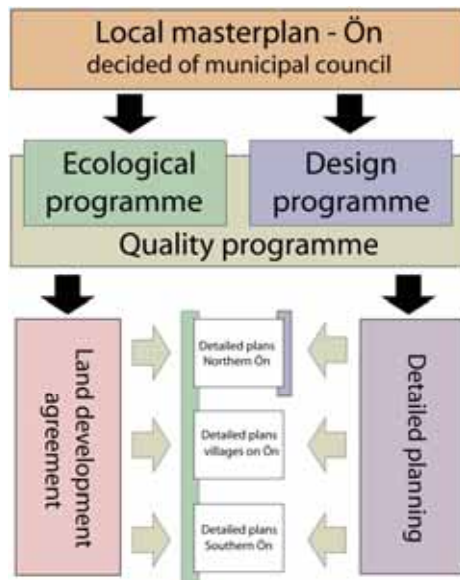 Local masterplan - Ön
decided of municipal council
Ecological
programme
Design
programme
Quality programme
Land development
agreement
Detailed plans
Northern Ön
Detailed plans
villages on Ön
Detailed plans
Southern Ön
Detailed planning